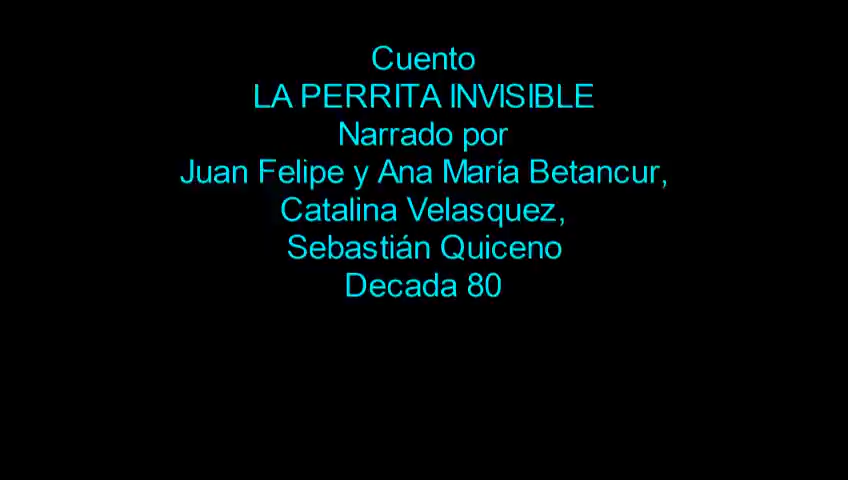 Cuento
LA PERRITA INVISIBLE
Narrado por
Juan Felipe y Ana María Betancur,
Catalina Velasquez,
Sebastián Quiceno
Decada 80